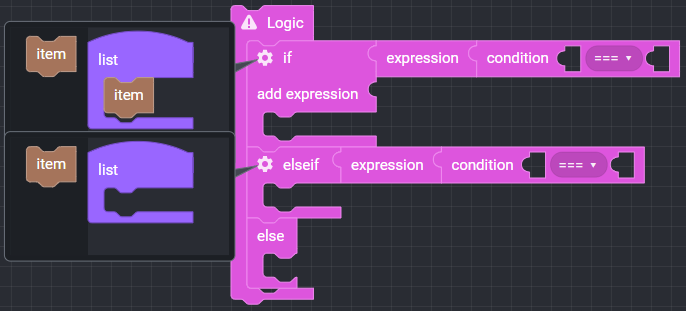 Logic
item
list
item
if
expression
condition
=== ▾
add expression
item
list
elseif
expression
condition
=== ▾
else